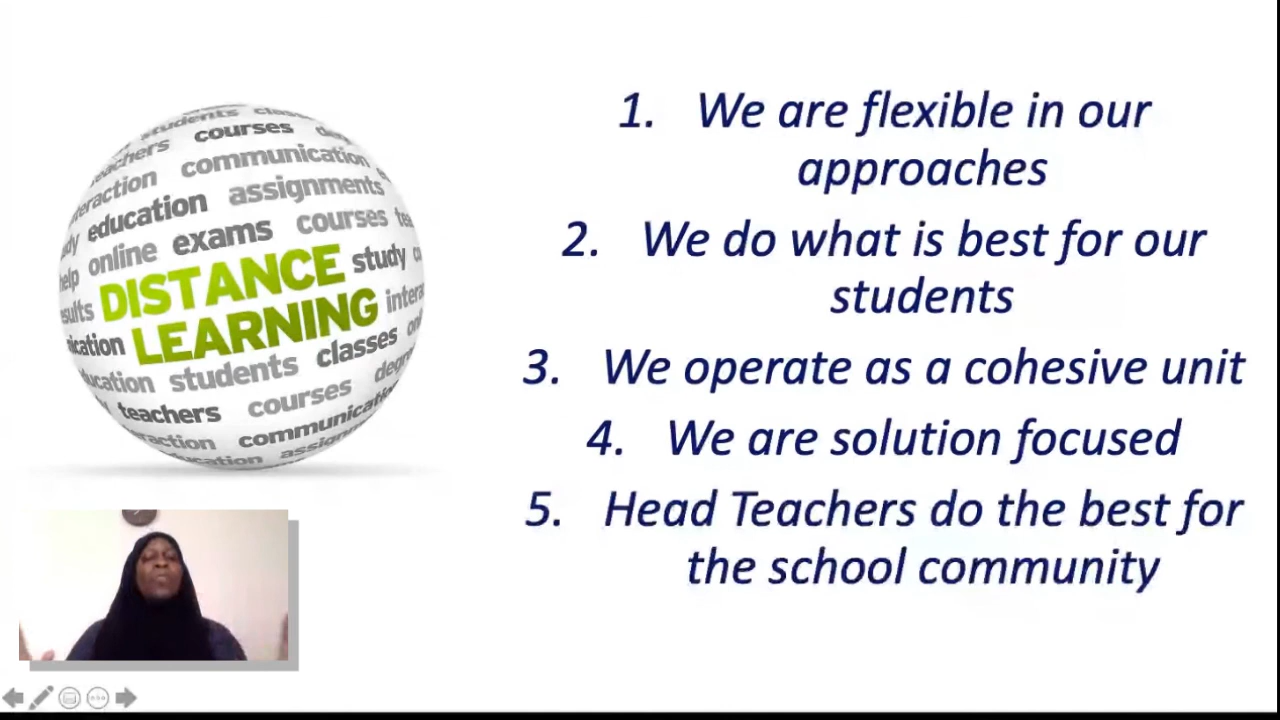 students
courses
communication
education assignments
online exams courses
help DISTANCE study
LEARNING
students classes
teachers courses
1. We are flexible in our
approaches
2. We do what is best for our
students
3. We operate as a cohesive unit
4. We are solution focused
5. Head Teachers do the best for
the school community